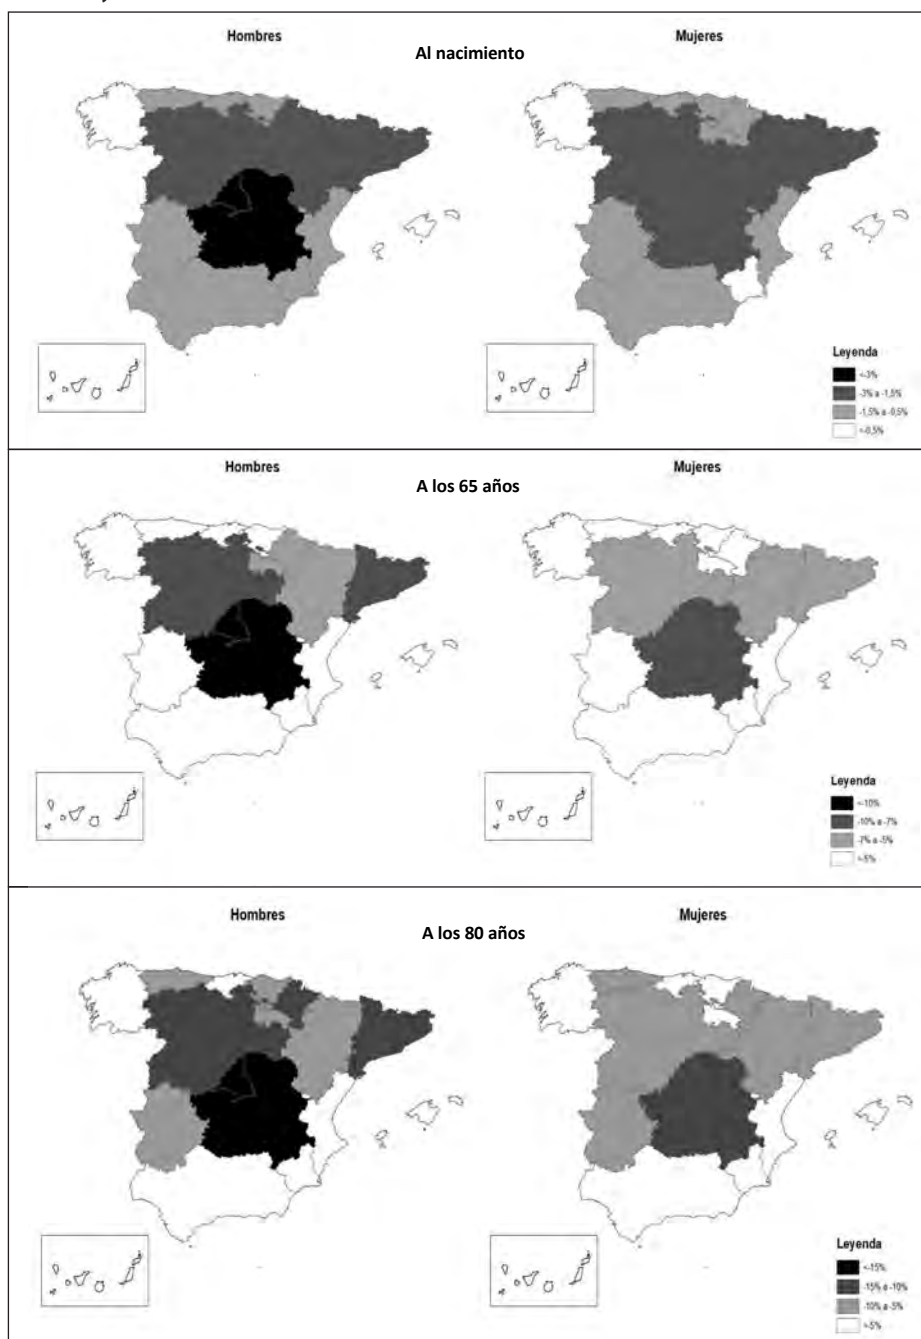 Hombres
Mujeres
Al nacimiento
Leyenda
<-3%
-3% a -1,5%
-1,5% a -0,5%
>-0,5%
Hombres
Mujeres
A los 65 años
Leyenda
<-10%
-10% a -7%
-7% a -5%
>-5%
Hombres
Mujeres
A los 80 años
Leyenda
<-15%
-15% a -10%
-10% a -5%
>-5%